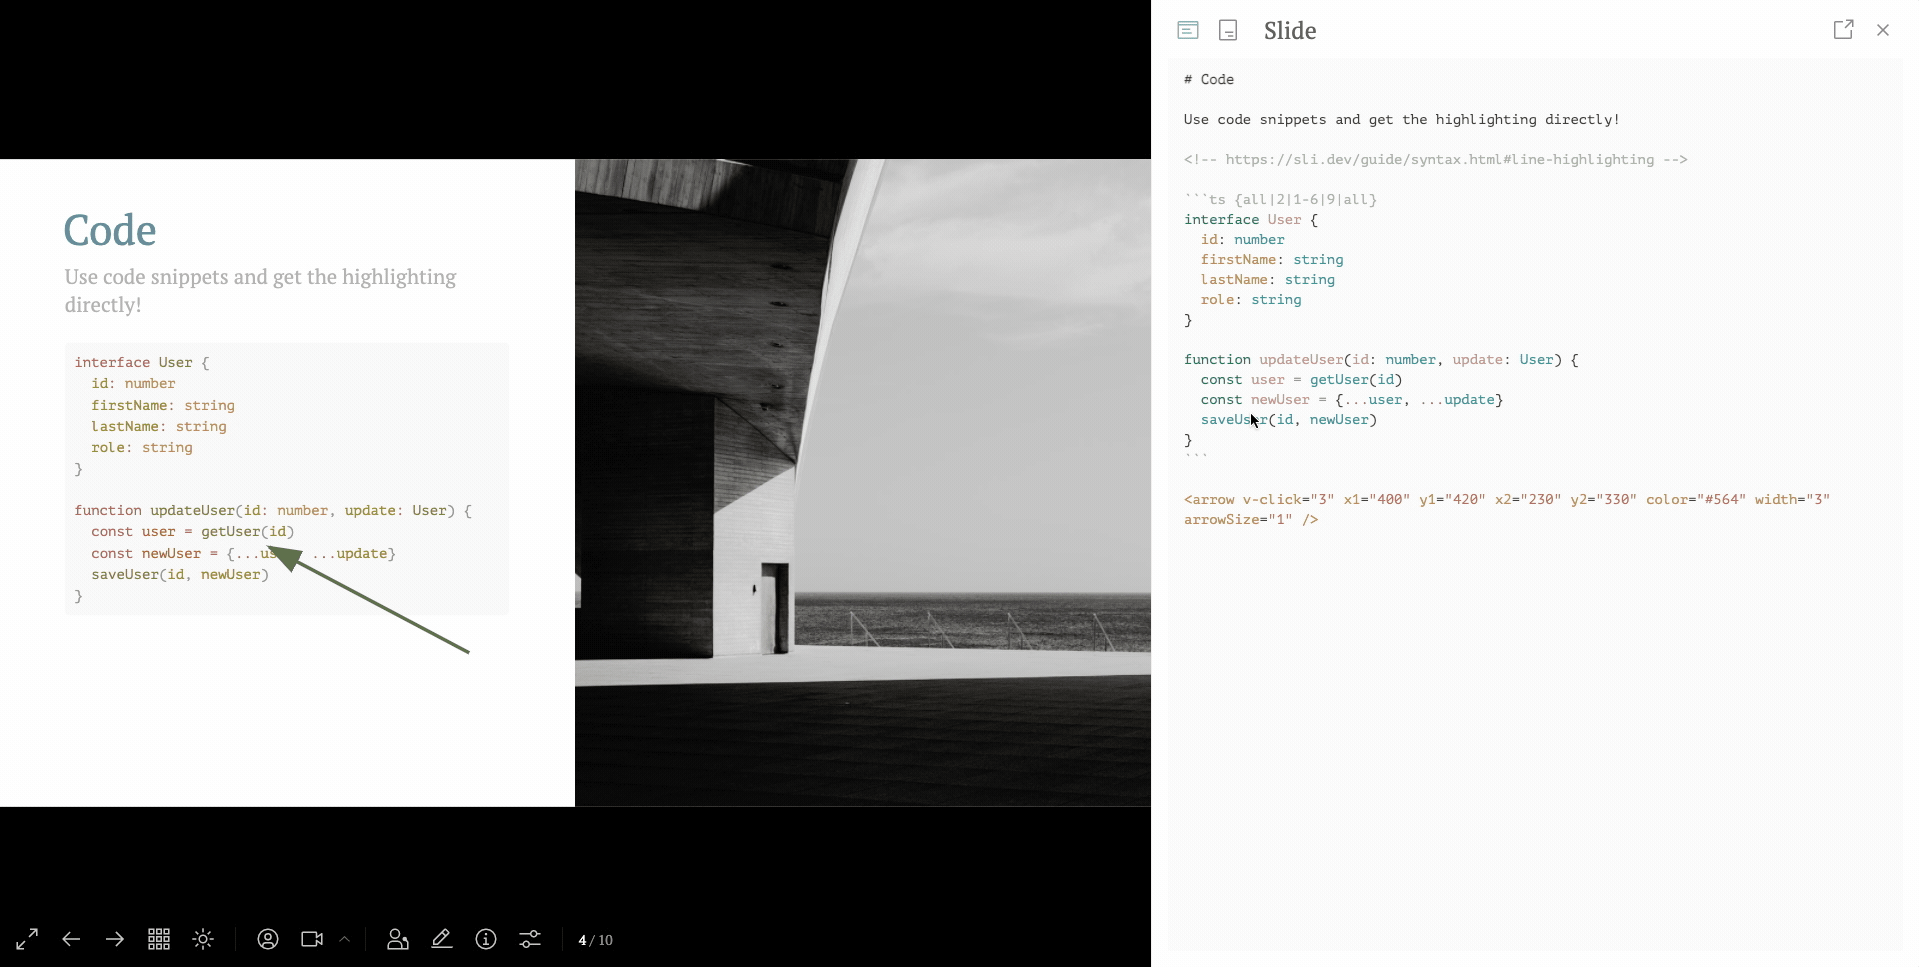 Code
Use code snippets and get the highlighting
directly!
interface User {
  id: number
  firstName: string
  lastName: string
  role: string
}
function updateUser(id: number, update: User) {
  const user = getUser(id)
  const newUser = {...us ...update}
  saveUser(id, newUser)
}
4 / 10
Slide
# Code
Use code snippets and get the highlighting directly!
<!-- https://sli.dev/guide/syntax.html#line-highlighting -->
```ts {all|2|1-6|9|all}
interface User {
  id: number
  firstName: string
  lastName: string
  role: string
}
function updateUser(id: number, update: User) {
  const user = getUser(id)
  const newUser = {...user, ...update}
  saveUser(id, newUser)
}
```
<arrow v-click="3" x1="400" y1="420" x2="230" y2="330" color="#564" width="3"
arrowSize="1" />